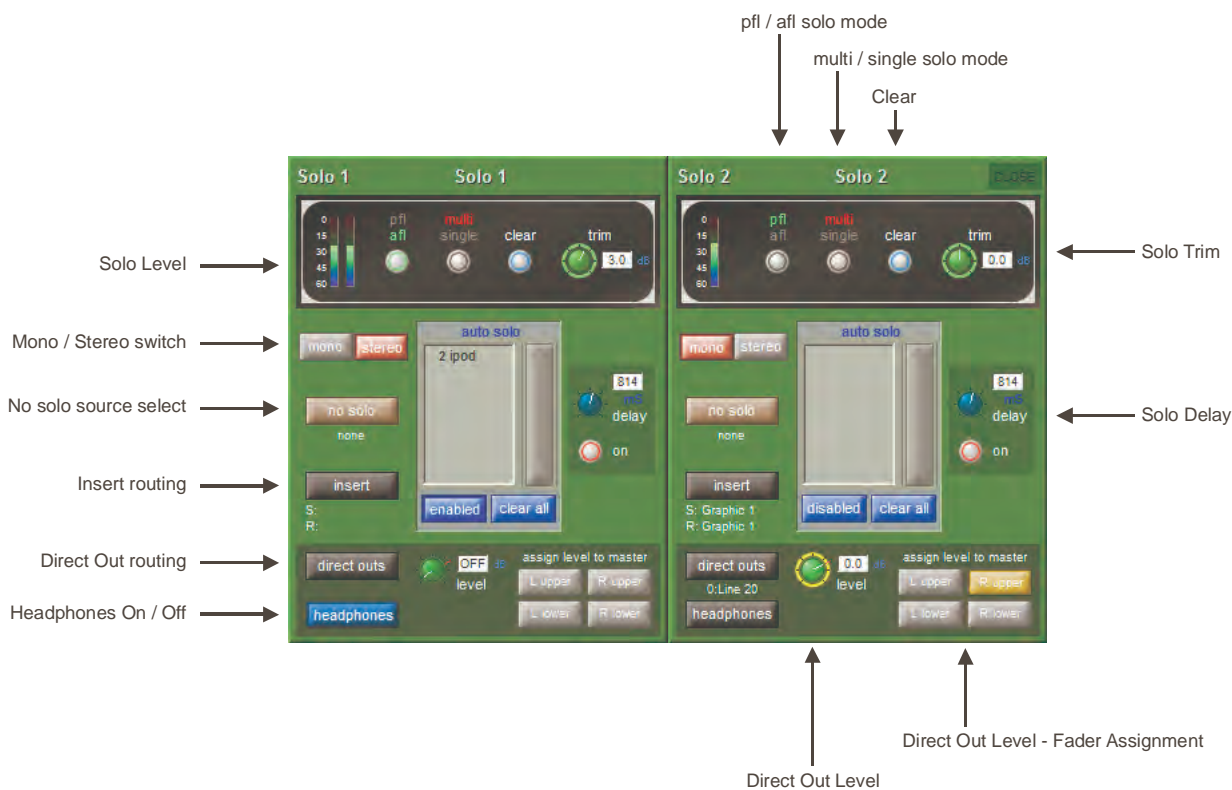 pfl / afl solo mode
multi / single solo mode
Clear
Solo 1 Solo 1
Solo 2 Solo 2 CLOSE
0
15
30
45
60
pfl
afl
multi
single
clear
trim
3.0 dB
0
15
30
45
60
pfl
afl
multi
single
clear
trim
0.0 dB
Solo Level
Solo Trim
Mono / Stereo switch
mono stereo
auto solo
2 ipod
mono stereo
auto solo
No solo source select
no solo
none
814
mS
delay
on
no solo
none
814
mS
delay
on
Solo Delay
Insert routing
insert
S:
R:
enabled clear all
insert
S: Graphic 1
R: Graphic 1
disabled clear all
Direct Out routing
direct outs
OFF dB
level
assign level to master
L upper R upper
L lower R lower
direct outs
0:Line 20
0.0 dB
level
assign level to master
L upper R upper
L lower R lower
Headphones On / Off
headphones
headphones
Direct Out Level - Fader Assignment
Direct Out Level